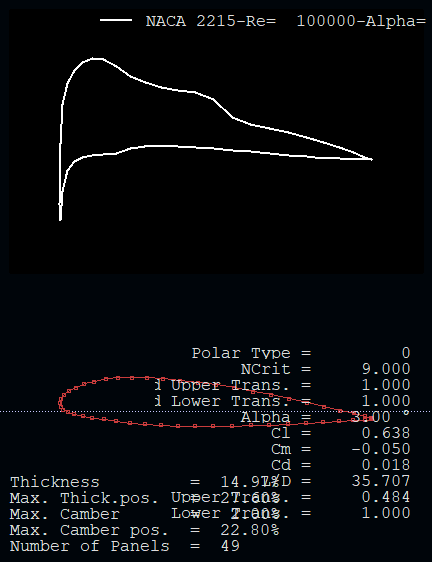 NACA 2215-Re=  100000-Alpha=
Polar Type =         0
NCrit =     9.000
Upper Trans. =     1.000
Lower Trans. =     1.000
Alpha =     3.00 °
Cl =     0.638
Cm =    -0.050
Cd =     0.018
L/D =    35.707
Upper Trans. =     0.484
Lower Trans. =     1.000
Thickness         =  14.97%
Max. Thick.pos.   =  27.60%
Max. Camber       =  2.00%
Max. Camber pos.  =  22.80%
Number of Panels  =  49